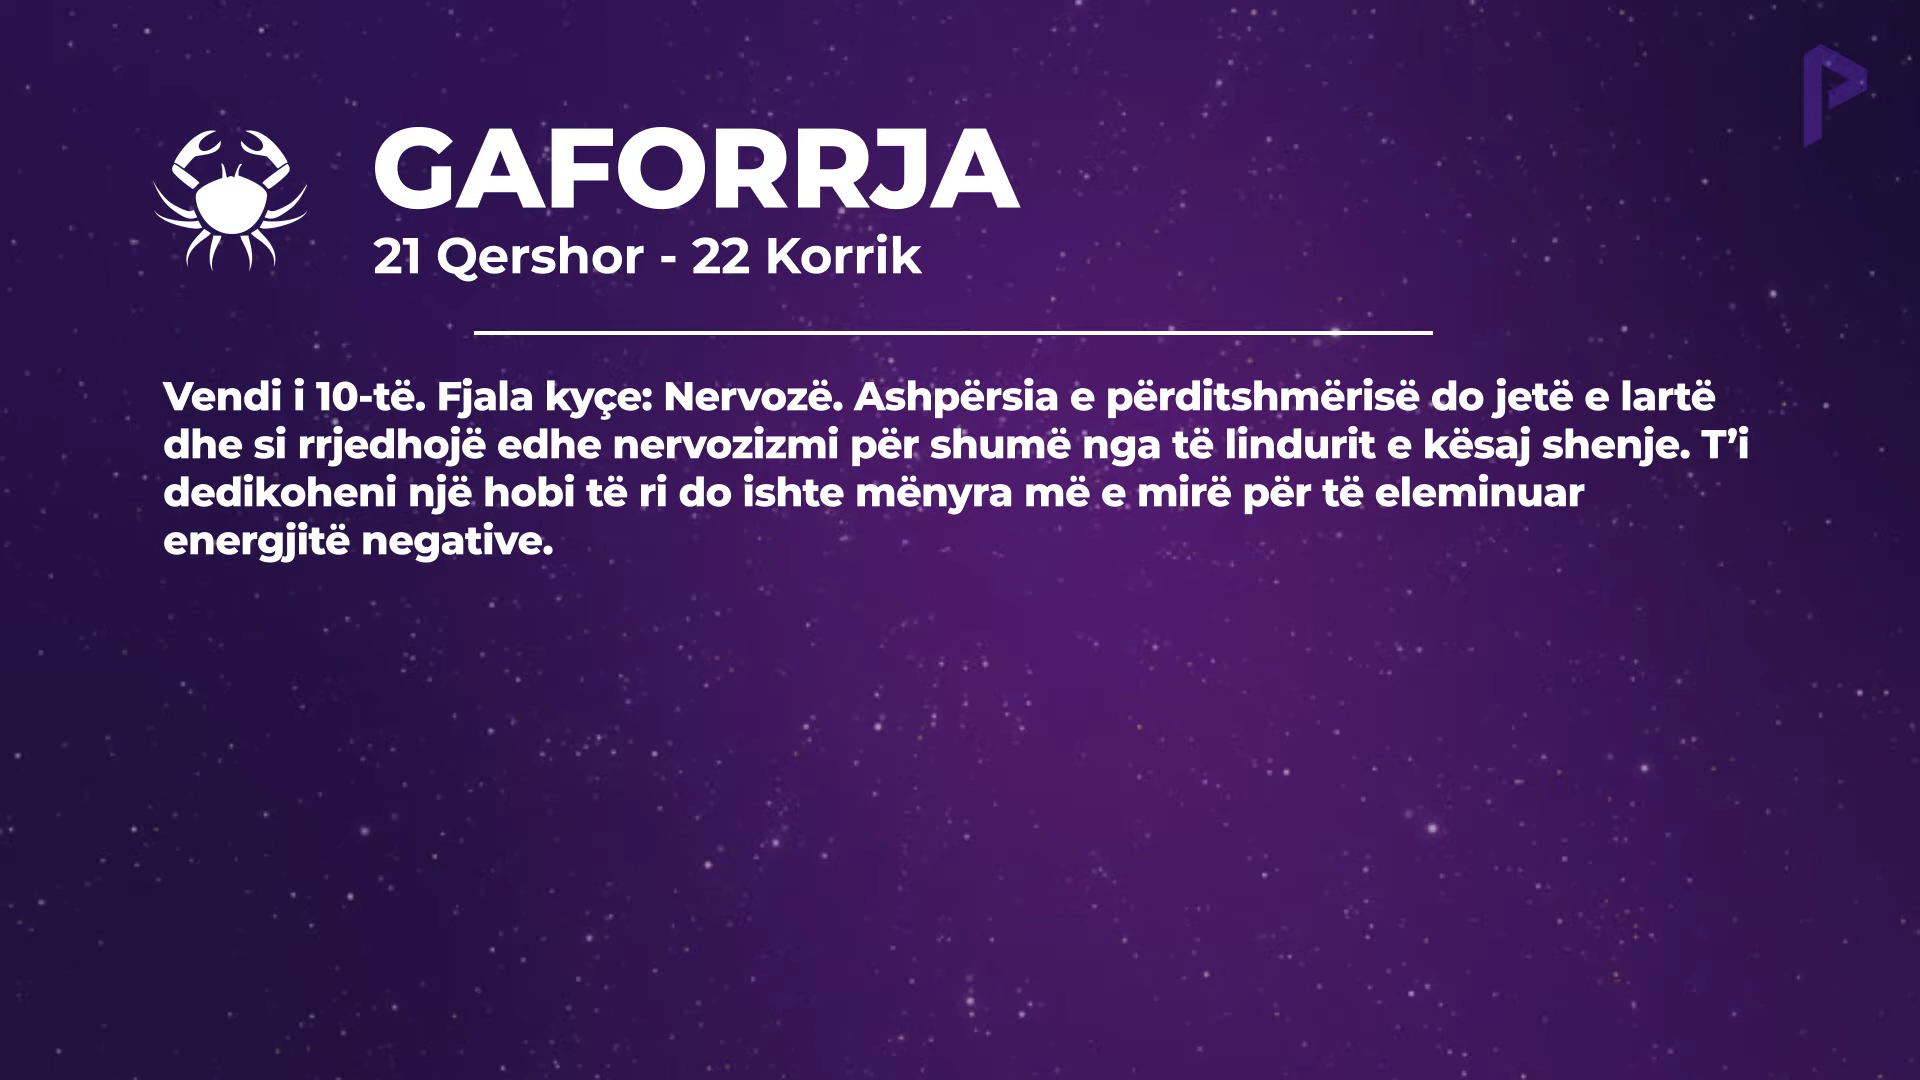 GAFORRJA
21 Qershor - 22 Korrik
Vendi i 10-të. Fjala kyçe: Nervozë. Ashpërsia e përditshmërisë do jetë e lartë
dhe si rrjedhojë edhe nervozizmi për shumë nga të lindurit e kësaj shenje. T’i
dedikoheni një hobi të ri do ishte mënyra më e mirë për të eleminuar
energjitë negative.